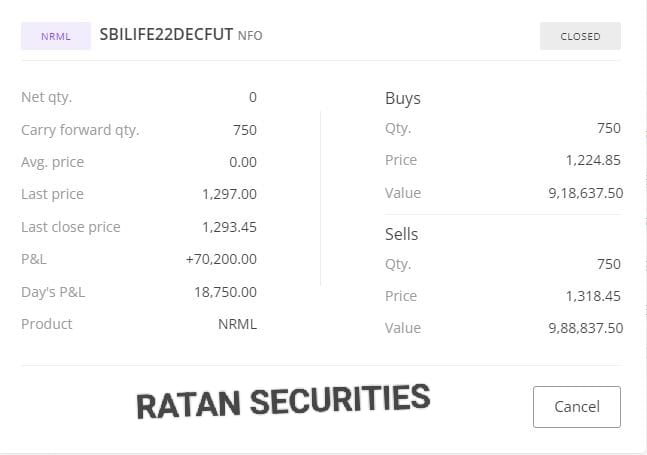 NRML SBILIFE22DECFUT NFO CLOSED
Net qty. 0
Carry forward qty. 750
Avg. price 0.00
Last price 1,297.00
Last close price 1,293.45
P&L +70,200.00
Day's P&L 18,750.00
Product NRML
Buys
Qty. 750
Price 1,224.85
Value 9,18,637.50
Sells
Qty. 750
Price 1,318.45
Value 9,88,837.50
RATAN SECURITIES
Cancel